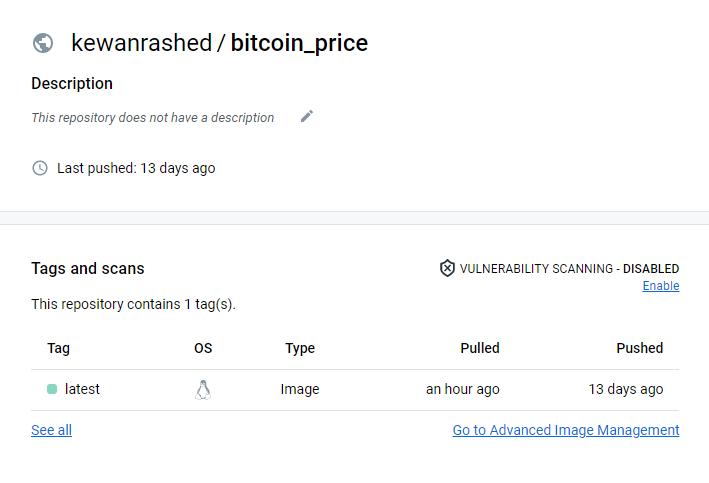 kewanrashed / bitcoin_price
Description
This repository does not have a description
Last pushed: 13 days ago
Tags and scans
VULNERABILITY SCANNING - DISABLED
Enable
This repository contains 1 tag(s).
Tag OS Type Pulled Pushed
latest Image an hour ago 13 days ago
See all Go to Advanced Image Management